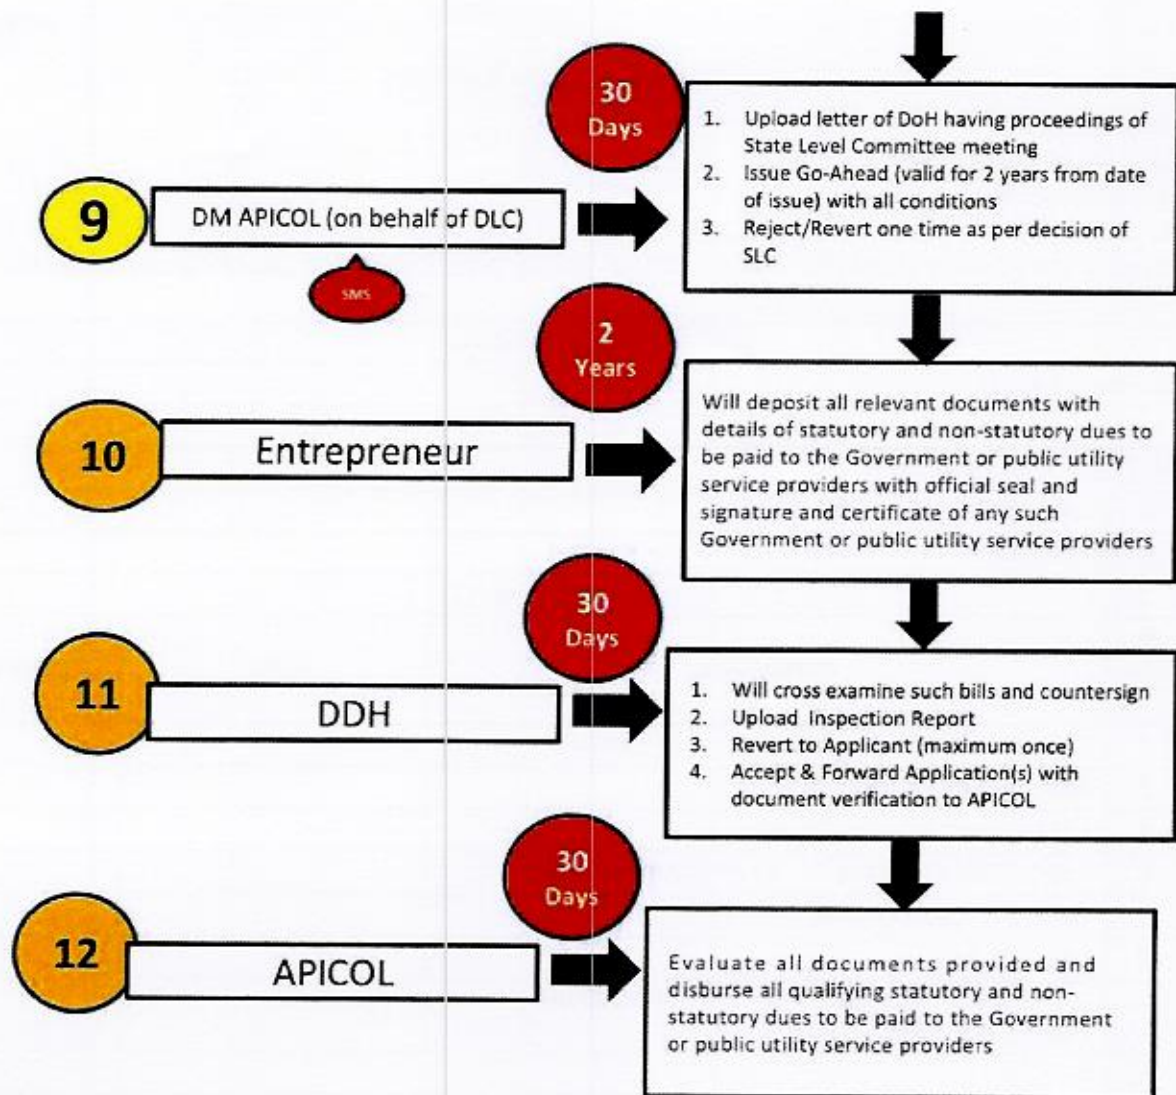 30
Days
9
DM APICOL (on behalf of DLC)
SMS
1. Upload letter of DoH having proceedings of
State Level Committee meeting
2. Issue Go-Ahead (valid for 2 years from date
of issue) with all conditions
3. Reject/Revert one time as per decision of
SLC
2
Years
10
Entrepreneur
Will deposit all relevant documents with
details of statutory and non-statutory dues to
be paid to the Government or public utility
service providers with official seal and
signature and certificate of any such
Government or public utility service providers
30
Days
11
DDH
1. Will cross examine such bills and countersign
2. Upload Inspection Report
3. Revert to Applicant (maximum once)
4. Accept & Forward Application(s) with
document verification to APICOL
30
Days
12
APICOL
Evaluate all documents provided and
disburse all qualifying statutory and non-
statutory dues to be paid to the Government
or public utility service providers